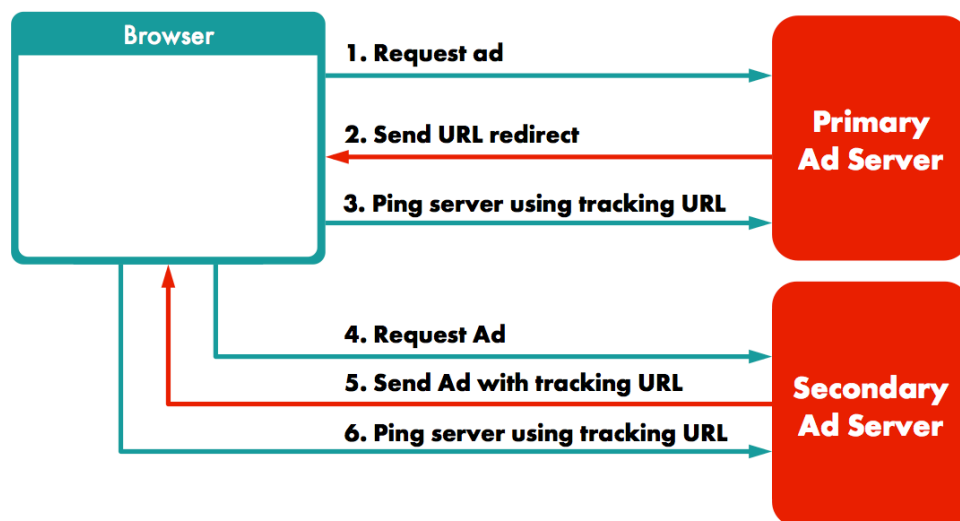 Browser
1. Request ad
2. Send URL redirect
3. Ping server using tracking URL
Primary
Ad Server
4. Request Ad
5. Send Ad with tracking URL
6. Ping server using tracking URL
Secondary
Ad Server